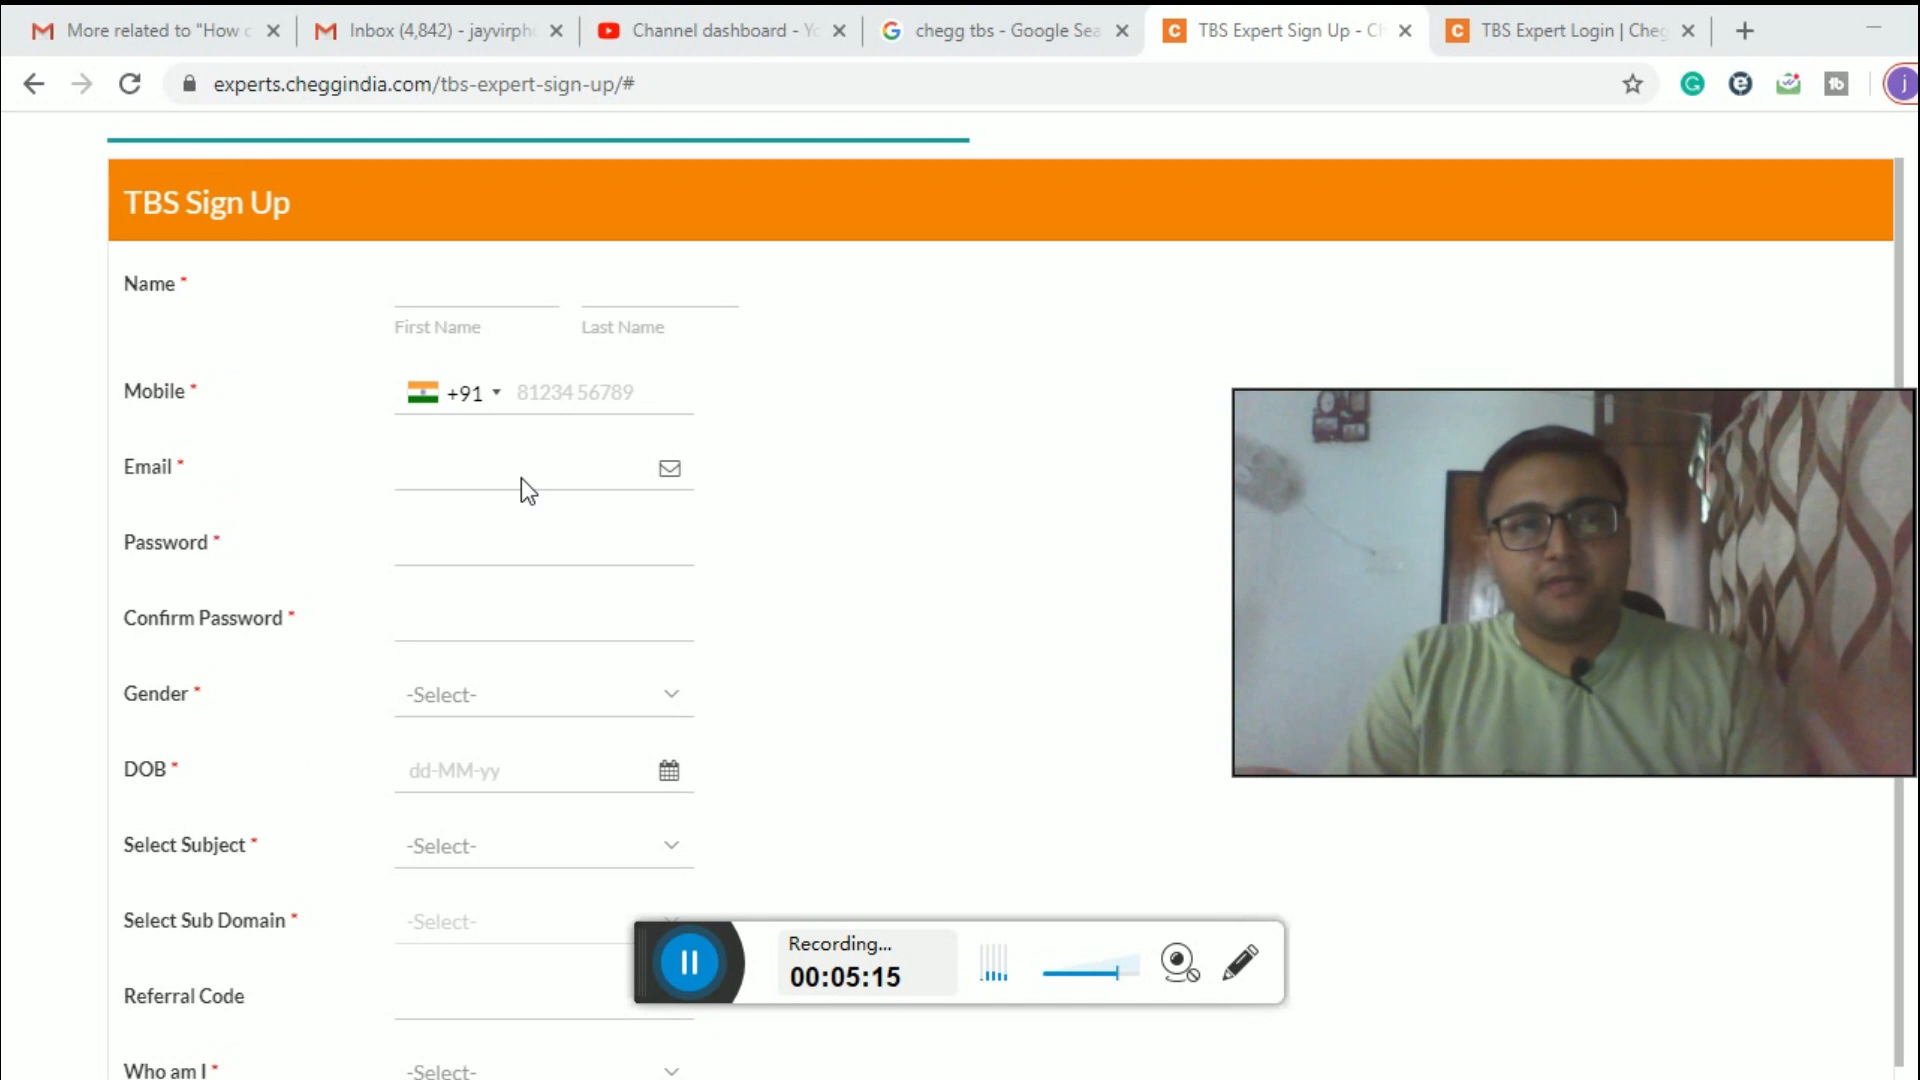 More related to "How c
Inbox (4,842) - jayvirph
Channel dashboard - Yo
chegg tbs - Google Sea
TBS Expert Sign Up - Ch
TBS Expert Login | Cheg
experts.cheggindia.com/tbs-expert-sign-up/#
j
TBS Sign Up
Name *
First Name
Last Name
Mobile *
+91
81234 56789
Email *
Password *
Confirm Password *
Gender *
-Select-
DOB *
dd-MM-yy
Select Subject *
-Select-
Select Sub Domain *
-Select-
Recording...
00:05:15
Referral Code
Who am I *
-Select-